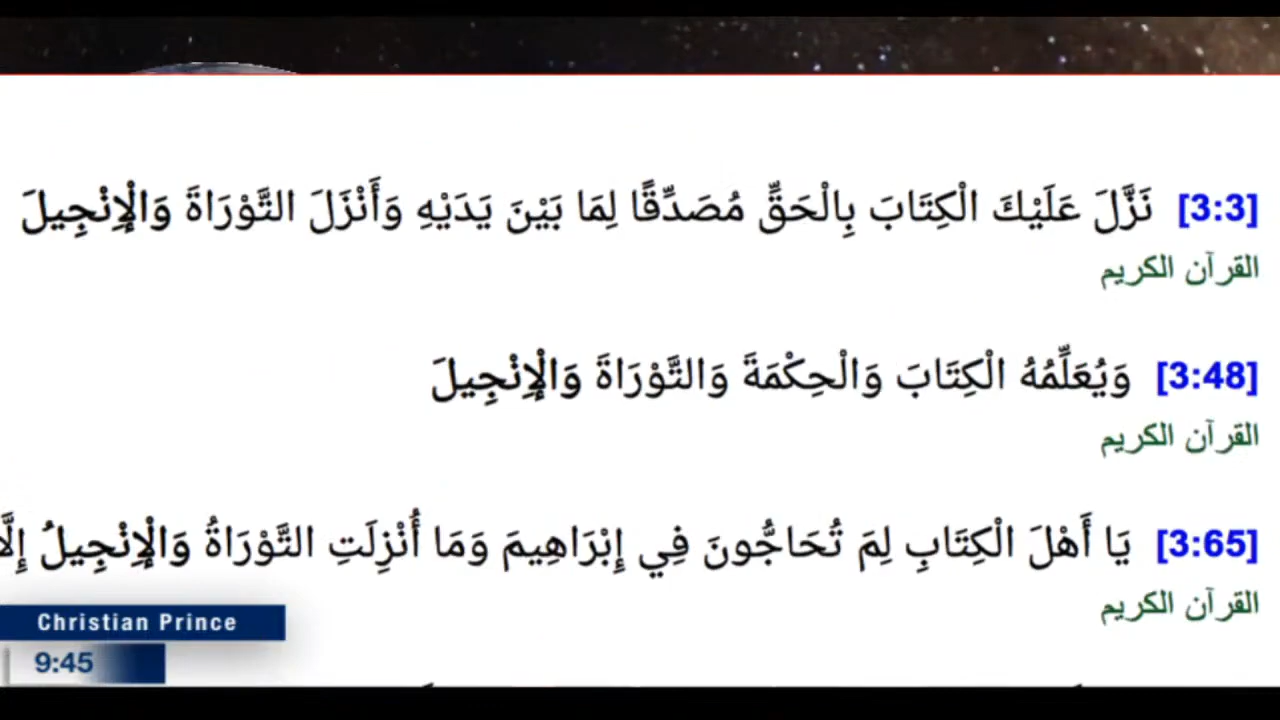 [3:3] نَزَّلَ عَلَيْكَ الْكِتَابَ بِالْحَقِّ مُصَدِّقًا لِمَا بَيْنَ يَدَيْهِ وَأَنْزَلَ التَّوْرَاةَ وَالْإِنْجِيلَ
القرآن الكريم
[3:48] وَيُعَلِّمُهُ الْكِتَابَ وَالْحِكْمَةَ وَالتَّوْرَاةَ وَالْإِنْجِيلَ
القرآن الكريم
[3:65] يَا أَهْلَ الْكِتَابِ لِمَ تُحَاجُّونَ فِي إِبْرَاهِيمَ وَمَا أُنْزِلَتِ التَّوْرَاةُ وَالْإِنْجِيلُ إِلَّا
القرآن الكريم
Christian Prince
9:45